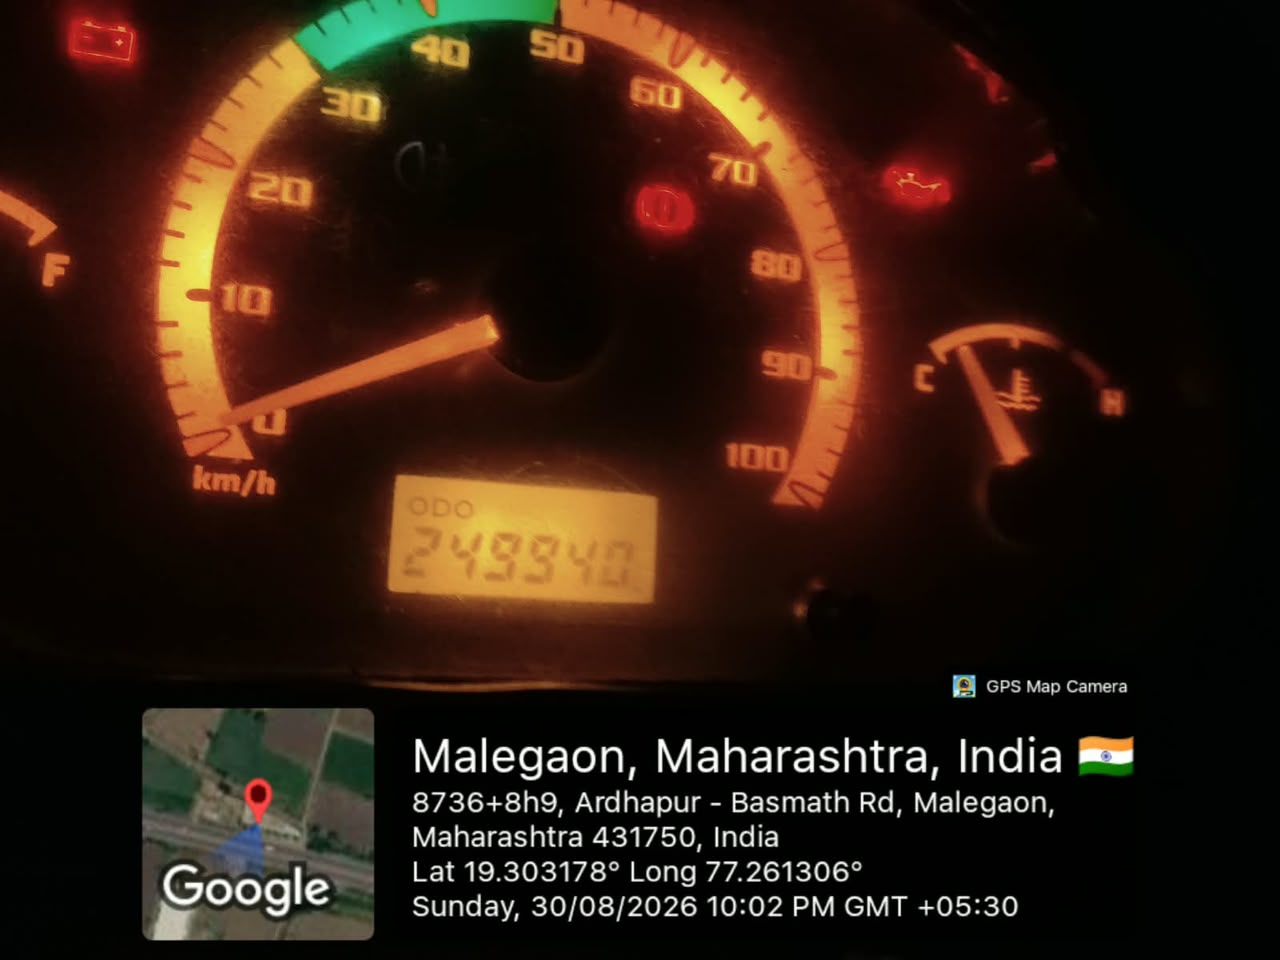 40
50
30
60
70
20
80
F
10
90
C
H
0
100
km/h
ODO
249940
GPS Map Camera
Malegaon, Maharashtra, India
8736+8h9, Ardhapur - Basmath Rd, Malegaon,
Maharashtra 431750, India
Lat 19.303178° Long 77.261306°
Sunday, 30/08/2026 10:02 PM GMT +05:30
Google